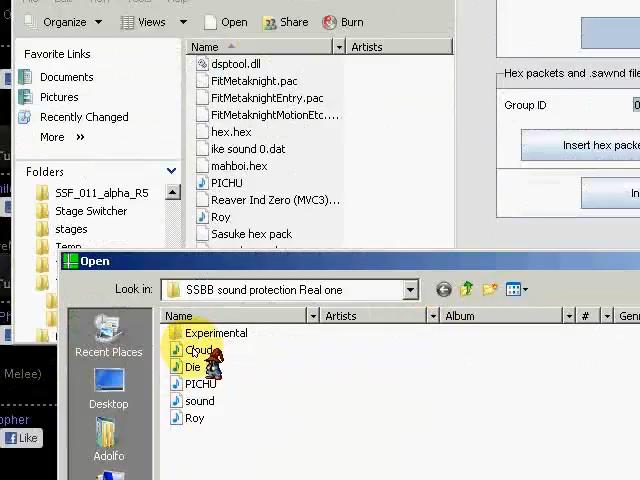 Organize Views Open Share Burn
Favorite Links
Documents
Pictures
Recently Changed
More »
Folders
SSF_011_alpha_R5
Stage Switcher
stages
Temp
Name Artists
dsptool.dll
FitMetaknight.pac
FitMetaknightEntry.pac
FitMetaknightMotionEtc....
hex.hex
ike sound 0.dat
mahboi.hex
PICHU
Reaver Ind Zero (MVC3)...
Roy
Sasuke hex pack
Hex packets and .sawnd file
Group ID
Insert hex packe
In
Open
Look in: SSBB sound protection Real one
Name Artists Album # Genr
Experimental
Cloud
Die
PICHU
sound
Roy
Recent Places
Desktop
Adolfo
Melee)
opher
Like